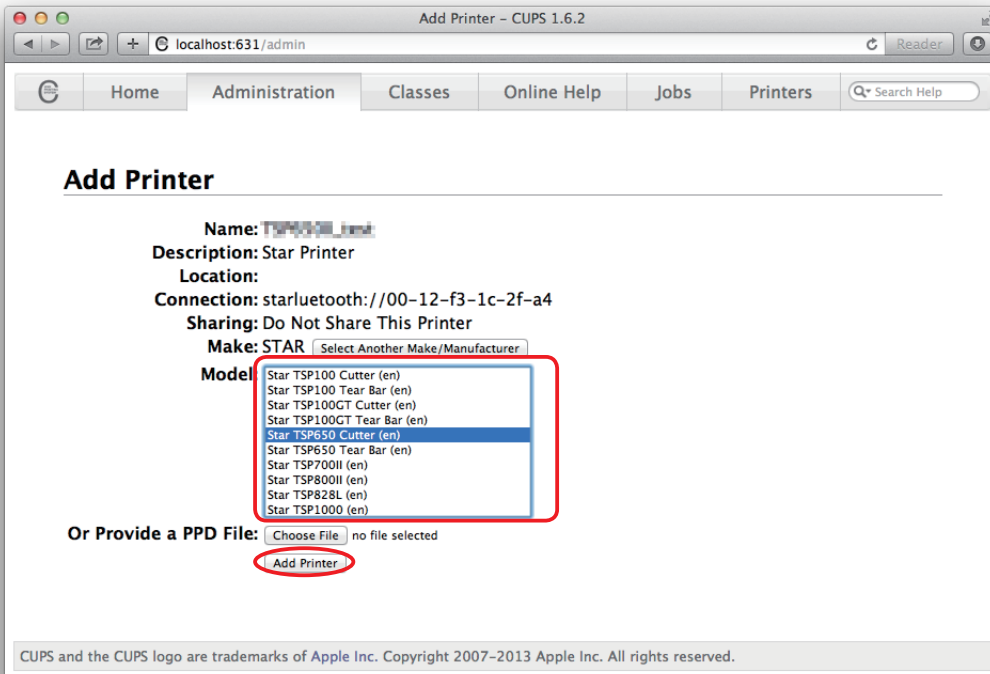 Add Printer – CUPS 1.6.2
localhost:631/admin
Reader
Home Administration Classes Online Help Jobs Printers Search Help
Add Printer
Name:
Description: Star Printer
Location:
Connection: starluetooth://00-12-f3-1c-2f-a4
Sharing: Do Not Share This Printer
Make: STAR Select Another Make/Manufacturer
Model:
Star TSP100 Cutter (en)
Star TSP100 Tear Bar (en)
Star TSP100GT Cutter (en)
Star TSP100GT Tear Bar (en)
Star TSP650 Cutter (en)
Star TSP650 Tear Bar (en)
Star TSP700II (en)
Star TSP800II (en)
Star TSP828L (en)
Star TSP1000 (en)
Or Provide a PPD File: Choose File no file selected
Add Printer
CUPS and the CUPS logo are trademarks of Apple Inc. Copyright 2007-2013 Apple Inc. All rights reserved.